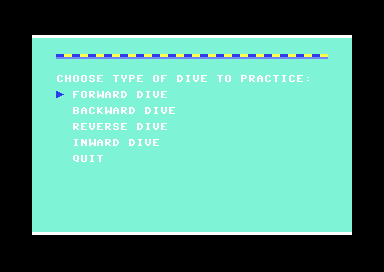 CHOOSE TYPE OF DIVE TO PRACTICE:
FORWARD DIVE
BACKWARD DIVE
REVERSE DIVE
INWARD DIVE
QUIT